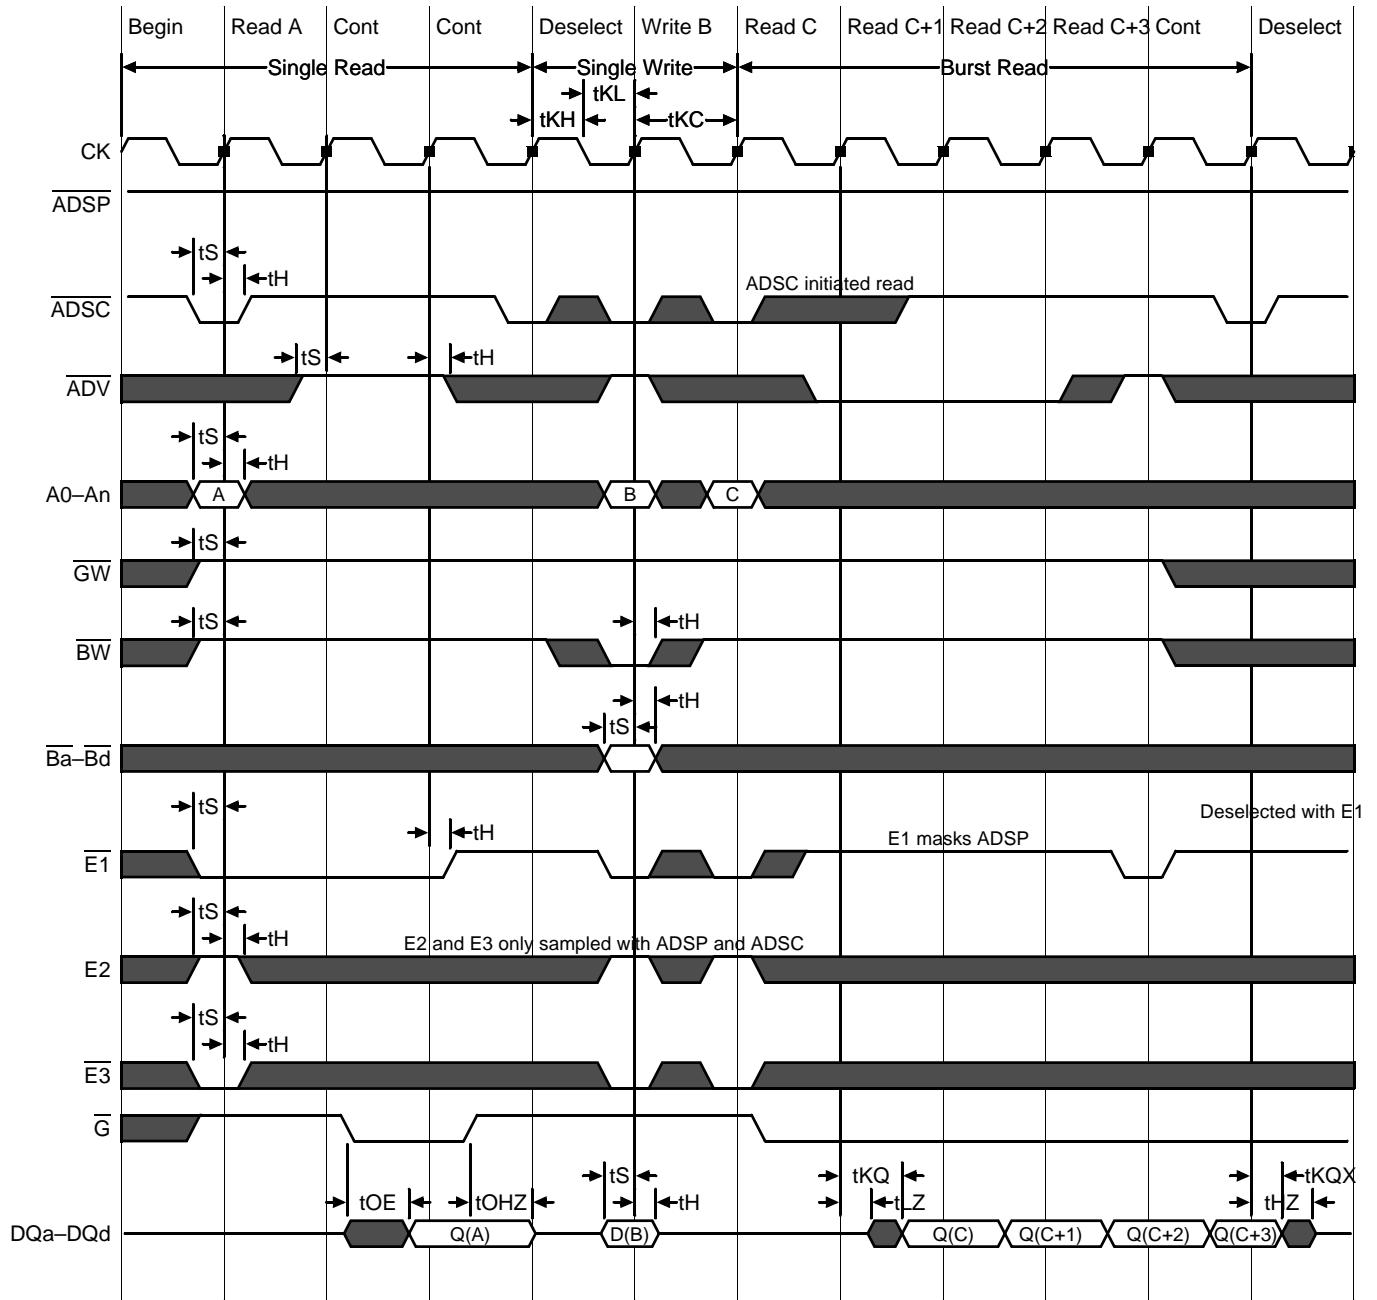 Begin Read A Cont Cont Deselect Write B Read C Read C+1 Read C+2 Read C+3 Cont Deselect
Single Read Single Write Burst Read
tKL
tKH tKC
CK
ADSP
tS
tH
ADSC initiated read
ADSC
tS tH
ADV
tS
tH
A0–An A B C
tS
GW
tS tH
BW
tH
tS
Ba–Bd
tS Deselected with E1
tH E1 masks ADSP
E1
tS
tH E2 and E3 only sampled with ADSP and ADSC
E2
tS
tH
E3
G
tS tKQ tKQX
tOE tOHZ tH tLZ tHZ
DQa–DQd Q(A) D(B) Q(C) Q(C+1) Q(C+2) Q(C+3)